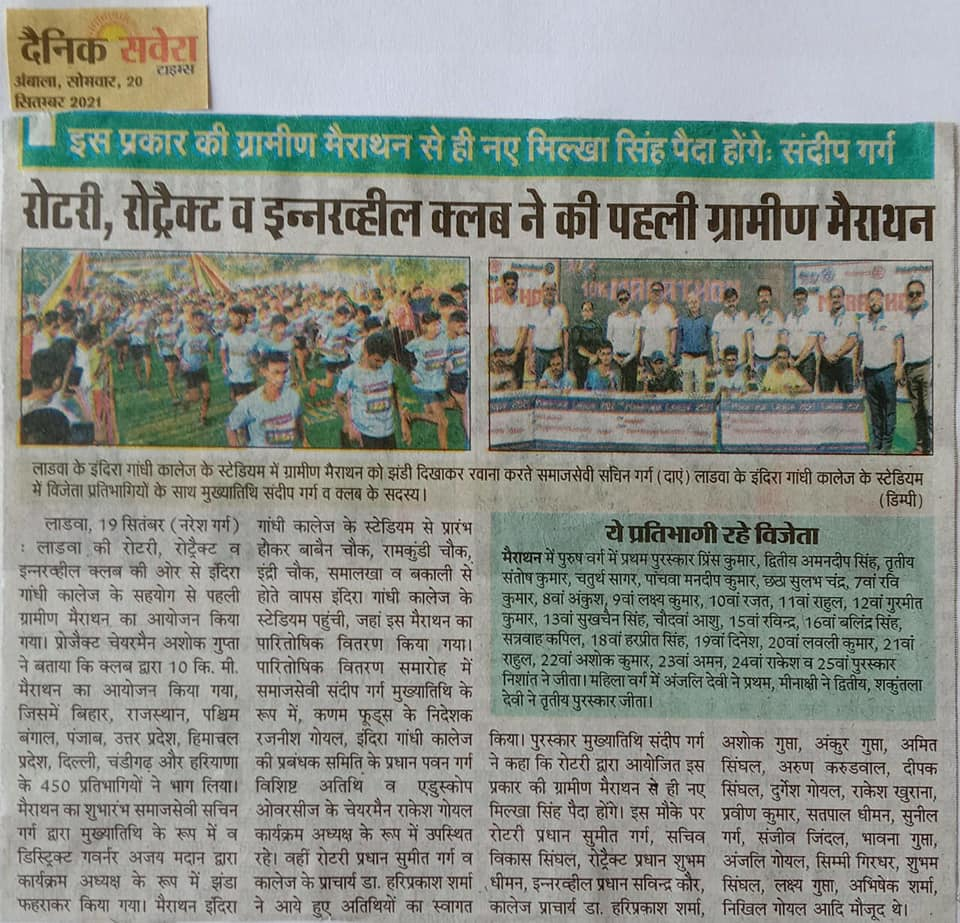 दैनिक सवेरा
टाइम्स
अंबाला, सोमवार, 20
सितम्बर 2021
इस प्रकार की ग्रामीण मैराथन से ही नए मिल्खा सिंह पैदा होंगेः संदीप गर्ग
रोटरी, रोट्रैक्ट व इन्नरव्हील क्लब ने की पहली ग्रामीण मैराथन
लाडवा के इंदिरा गांधी कालेज के स्टेडियम में ग्रामीण मैराथन को झंडी दिखाकर रवाना करते समाजसेवी सचिन गर्ग (दाएं) लाडवा के इंदिरा गांधी कालेज के स्टेडियम
में विजेता प्रतिभागियों के साथ मुख्यातिथि संदीप गर्ग व क्लब के सदस्य।
(डिम्पी)
लाडवा, 19 सितंबर (नरेश गर्ग)
: लाडवा की रोटरी, रोट्रैक्ट व
इन्नरव्हील क्लब की ओर से इंदिरा
गांधी कालेज के सहयोग से पहली
ग्रामीण मैराथन का आयोजन किया
गया। प्रोजैक्ट चेयरमैन अशोक गुप्ता
ने बताया कि क्लब द्वारा 10 कि. मी.
मैराथन का आयोजन किया गया,
जिसमें बिहार, राजस्थान, पश्चिम
बंगाल, पंजाब, उत्तर प्रदेश, हिमाचल
प्रदेश, दिल्ली, चंडीगढ़ और हरियाणा
के 450 प्रतिभागियों ने भाग लिया।
मैराथन का शुभारंभ समाजसेवी सचिन
गर्ग द्वारा मुख्यातिथि के रूप में व
डिस्ट्रिक्ट गवर्नर अजय मदान द्वारा
कार्यक्रम अध्यक्ष के रूप में झंडा
फहराकर किया गया। मैराथन इंदिरा
गांधी कालेज के स्टेडियम से प्रारंभ
होकर बाबैन चौक, रामकुंडी चौक,
इंद्री चौक, समालखा व बकाली से
होते वापस इंदिरा गांधी कालेज के
स्टेडियम पहुंची, जहां इस मैराथन का
पारितोषिक वितरण किया गया।
पारितोषिक वितरण समारोह में
समाजसेवी संदीप गर्ग मुख्यातिथि के
रूप में, कणम फूड्स के निदेशक
रजनीश गोयल, इंदिरा गांधी कालेज
की प्रबंधक समिति के प्रधान पवन गर्ग
विशिष्ट अतिथि व एडुस्कोप
ओवरसीज के चेयरमैन राकेश गोयल
कार्यक्रम अध्यक्ष के रूप में उपस्थित
रहे। वहीं रोटरी प्रधान सुमीत गर्ग व
कालेज के प्राचार्य डा. हरिप्रकाश शर्मा
ने आये हुए अतिथियों का स्वागत
ये प्रतिभागी रहे विजेता
मैराथन में पुरुष वर्ग में प्रथम पुरस्कार प्रिंस कुमार, द्वितीय अमनदीप सिंह, तृतीय
संतोष कुमार, चतुर्थ सागर, पांचवा मनदीप कुमार, छठा सुलभ चंद्र, 7वां रवि
कुमार, 8वां अंकुश, 9वां लक्ष्य कुमार, 10वां रजत, 11वां राहुल, 12वां गुरमीत
कुमार, 13वां सुखचैन सिंह, चौदवां आशु, 15वां रविन्द्र, 16वां बलिंद्र सिंह,
सत्रवाह कपिल, 18वां हरप्रीत सिंह, 19वां दिनेश, 20वां लवली कुमार, 21वां
राहुल, 22वां अशोक कुमार, 23वां अमन, 24वां राकेश व 25वां पुरस्कार
निशांत ने जीता। महिला वर्ग में अंजलि देवी ने प्रथम, मीनाक्षी ने द्वितीय, शकुंतला
देवी ने तृतीय पुरस्कार जीता।
किया। पुरस्कार मुख्यातिथि संदीप गर्ग
ने कहा कि रोटरी द्वारा आयोजित इस
प्रकार की ग्रामीण मैराथन से ही नए
मिल्खा सिंह पैदा होंगे। इस मौके पर
रोटरी प्रधान सुमीत गर्ग, सचिव
विकास सिंघल, रोट्रैक्ट प्रधान शुभम
धीमन, इन्नरव्हील प्रधान सविन्द्र कौर,
कालेज प्राचार्य डा. हरिप्रकाश शर्मा,
अशोक गुप्ता, अंकुर गुप्ता, अमित
सिंघल, अरुण करुडवाल, दीपक
सिंघल, दुर्गेश गोयल, राकेश खुराना,
प्रवीण कुमार, सतपाल धीमन, सुनील
गर्ग, संजीव जिंदल, भावना गुप्ता,
अंजलि गोयल, सिम्मी गिरधर, शुभम
सिंघल, लक्ष्य गुप्ता, अभिषेक शर्मा,
निखिल गोयल आदि मौजूद थे।